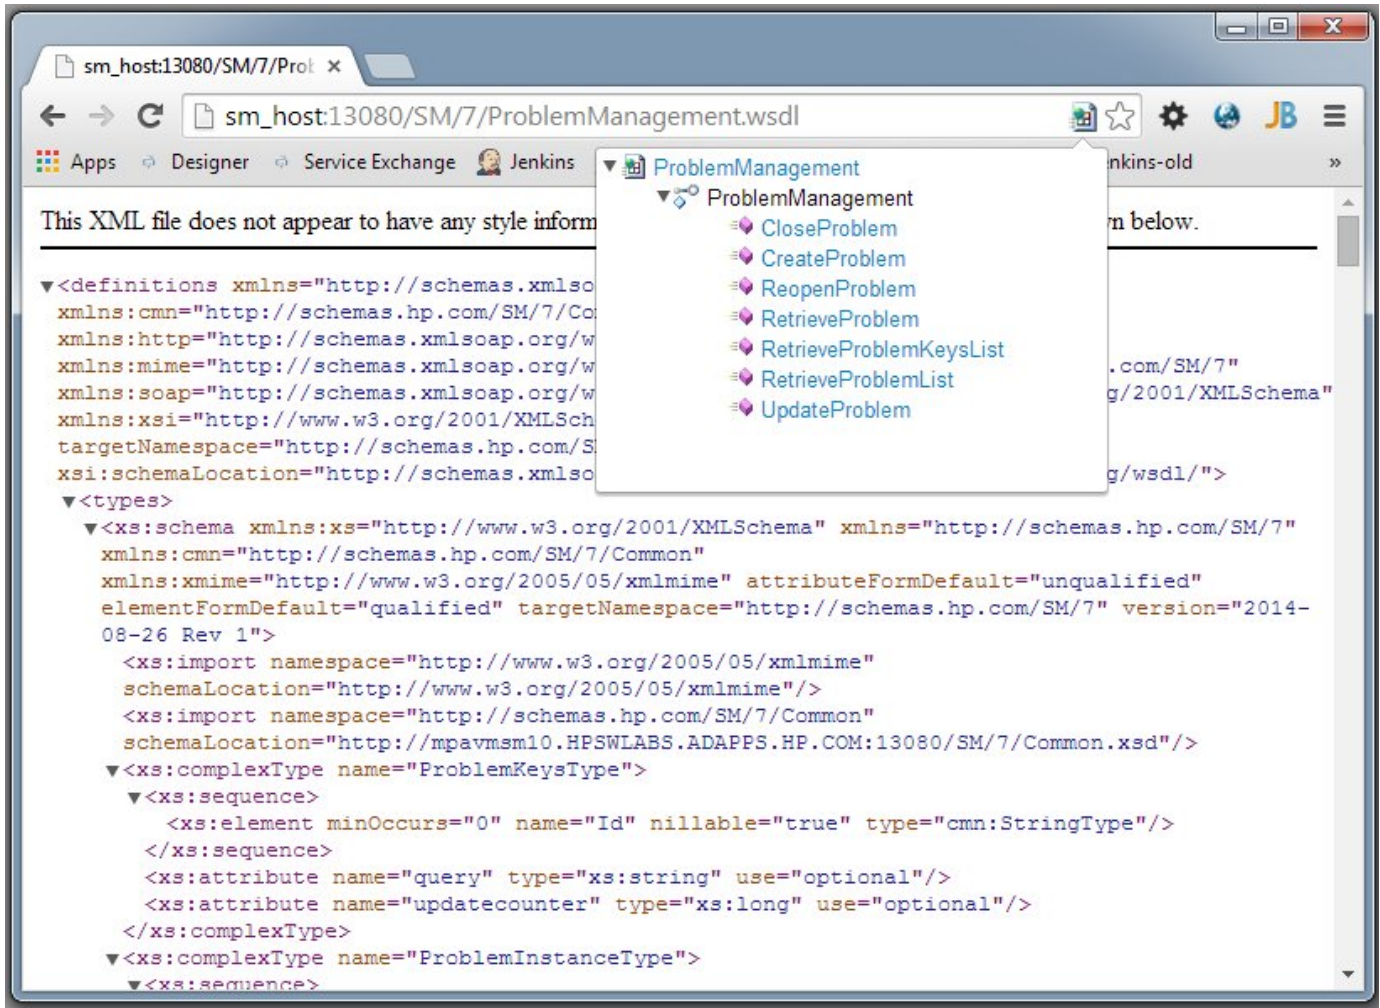 sm_host:13080/SM/7/Prob
sm_host:13080/SM/7/ProblemManagement.wsdl
JB
Apps Designer Service Exchange Jenkins nkins-old »
ProblemManagement
ProblemManagement
CloseProblem
CreateProblem
ReopenProblem
RetrieveProblem
RetrieveProblemKeysList
RetrieveProblemList
UpdateProblem
This XML file does not appear to have any style inform n below.
<definitions xmlns="http://schemas.xmlso
xmlns:cmn="http://schemas.hp.com/SM/7/Co
xmlns:http="http://schemas.xmlsoap.org/w
xmlns:mime="http://schemas.xmlsoap.org/w .com/SM/7"
xmlns:soap="http://schemas.xmlsoap.org/w g/2001/XMLSchema"
xmlns:xsi="http://www.w3.org/2001/XMLSch
targetNamespace="http://schemas.hp.com/S
xsi:schemaLocation="http://schemas.xmlso g/wsdl/">
<types>
<xs:schema xmlns:xs="http://www.w3.org/2001/XMLSchema" xmlns="http://schemas.hp.com/SM/7"
xmlns:cmn="http://schemas.hp.com/SM/7/Common"
xmlns:xmime="http://www.w3.org/2005/05/xmlmime" attributeFormDefault="unqualified"
elementFormDefault="qualified" targetNamespace="http://schemas.hp.com/SM/7" version="2014-
08-26 Rev 1">
<xs:import namespace="http://www.w3.org/2005/05/xmlmime"
schemaLocation="http://www.w3.org/2005/05/xmlmime"/>
<xs:import namespace="http://schemas.hp.com/SM/7/Common"
schemaLocation="http://mpavmsm10.HPSWLABS.ADAPPS.HP.COM:13080/SM/7/Common.xsd"/>
<xs:complexType name="ProblemKeysType">
<xs:sequence>
<xs:element minOccurs="0" name="Id" nillable="true" type="cmn:StringType"/>
</xs:sequence>
<xs:attribute name="query" type="xs:string" use="optional"/>
<xs:attribute name="updatecounter" type="xs:long" use="optional"/>
</xs:complexType>
<xs:complexType name="ProblemInstanceType">
<xs:sequence>